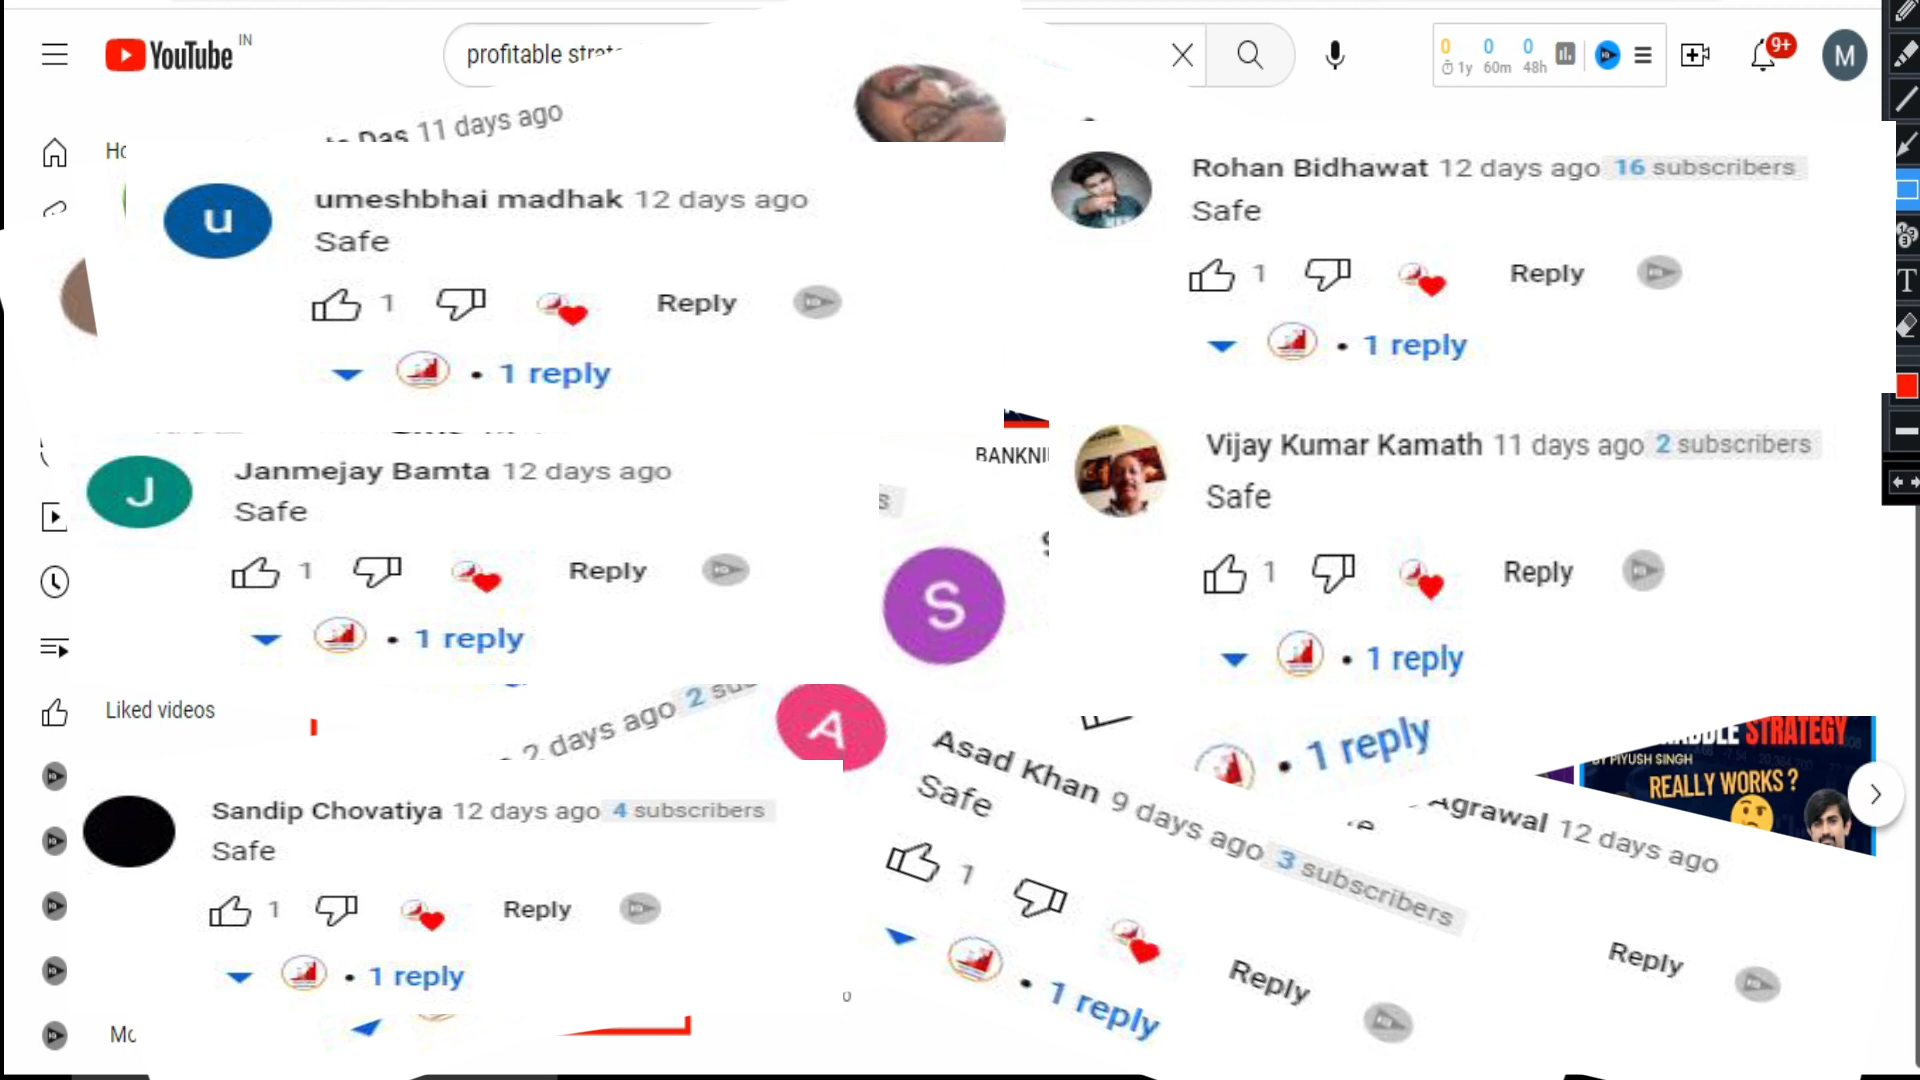 YouTube IN
profitable
0 0 0
1y 60m 48h
9+
M
Das 11 days ago
umeshbhai madhak 12 days ago
u
Safe
1 Reply
• 1 reply
Rohan Bidhawat 12 days ago 16 subscribers
Safe
1 Reply
• 1 reply
T
Janmejay Bamta 12 days ago
J
Safe
1 Reply
• 1 reply
S
Vijay Kumar Kamath 11 days ago 2 subscribers
Safe
1 Reply
• 1 reply
Liked videos
2 days ago 2
A
• 1 reply
STRATEGY
BY PIYUSH SINGH
REALLY WORKS ?
Sandip Chovatiya 12 days ago 4 subscribers
Safe
1 Reply
• 1 reply
Asad Khan 9 days ago 3 subscribers
Safe
1 Reply
• 1 reply
Agrawal 12 days ago
Reply